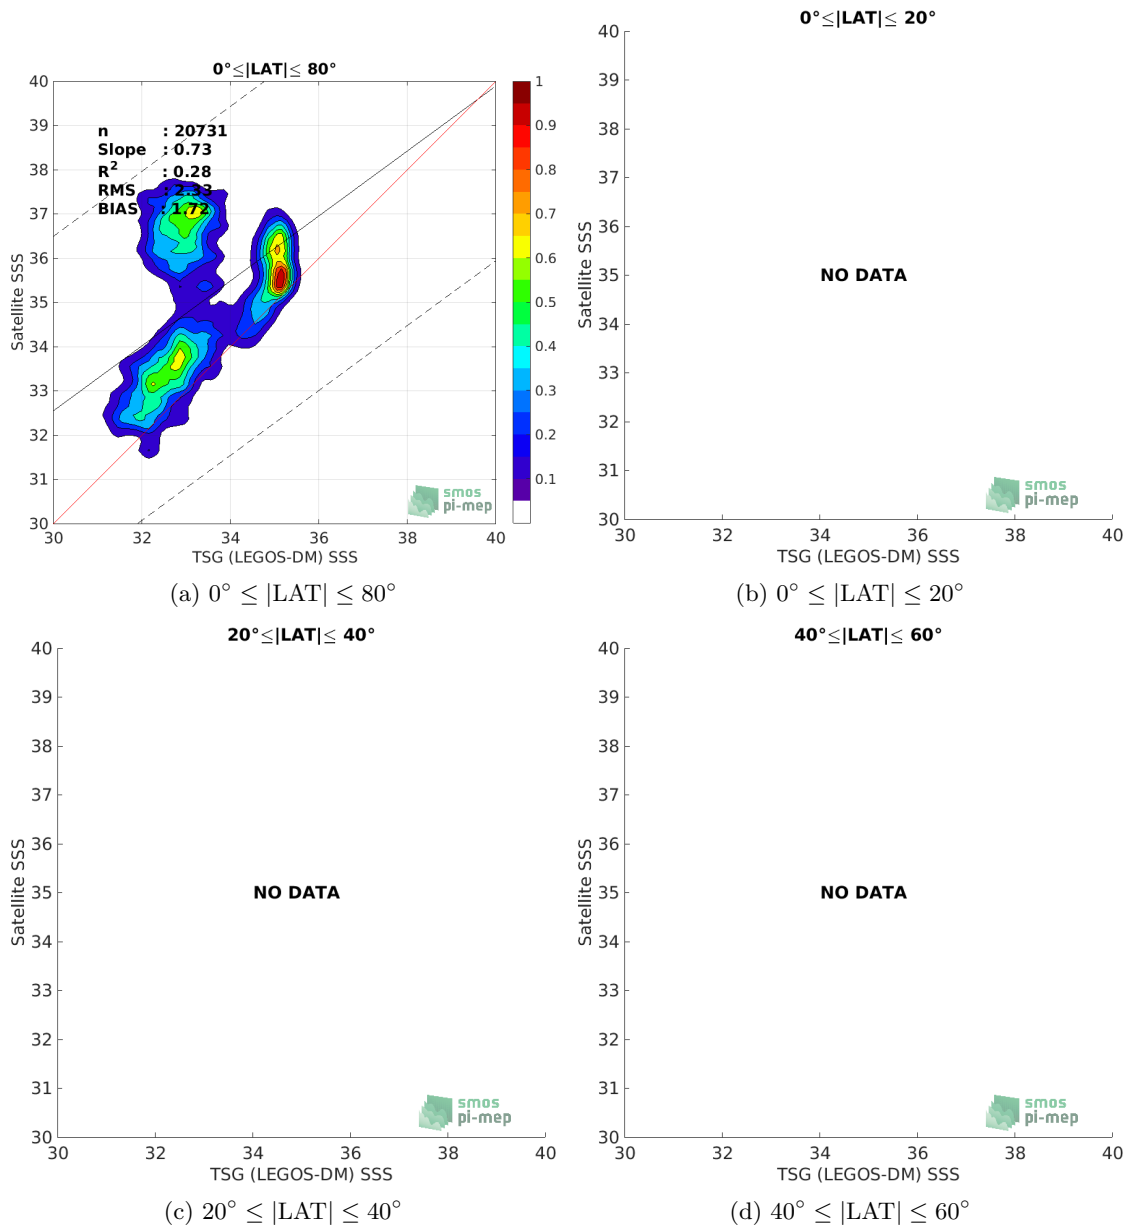 0°≤|LAT|≤ 80°
40
39
38
37
36
35
34
33
32
31
30
Satellite SSS
n : 20731
Slope : 0.73
R² : 0.28
RMS : 2.33
BIAS : 1.72
1
0.9
0.8
0.7
0.6
0.5
0.4
0.3
0.2
0.1
smos
pi-mep
30 32 34 36 38 40
TSG (LEGOS-DM) SSS
(a) 0° ≤ |LAT| ≤ 80°
0°≤|LAT|≤ 20°
40
39
38
37
36
35
34
33
32
31
30
Satellite SSS
NO DATA
smos
pi-mep
30 32 34 36 38 40
TSG (LEGOS-DM) SSS
(b) 0° ≤ |LAT| ≤ 20°
20°≤|LAT|≤ 40°
40
39
38
37
36
35
34
33
32
31
30
Satellite SSS
NO DATA
smos
pi-mep
30 32 34 36 38 40
TSG (LEGOS-DM) SSS
(c) 20° ≤ |LAT| ≤ 40°
40°≤|LAT|≤ 60°
40
39
38
37
36
35
34
33
32
31
30
Satellite SSS
NO DATA
smos
pi-mep
30 32 34 36 38 40
TSG (LEGOS-DM) SSS
(d) 40° ≤ |LAT| ≤ 60°